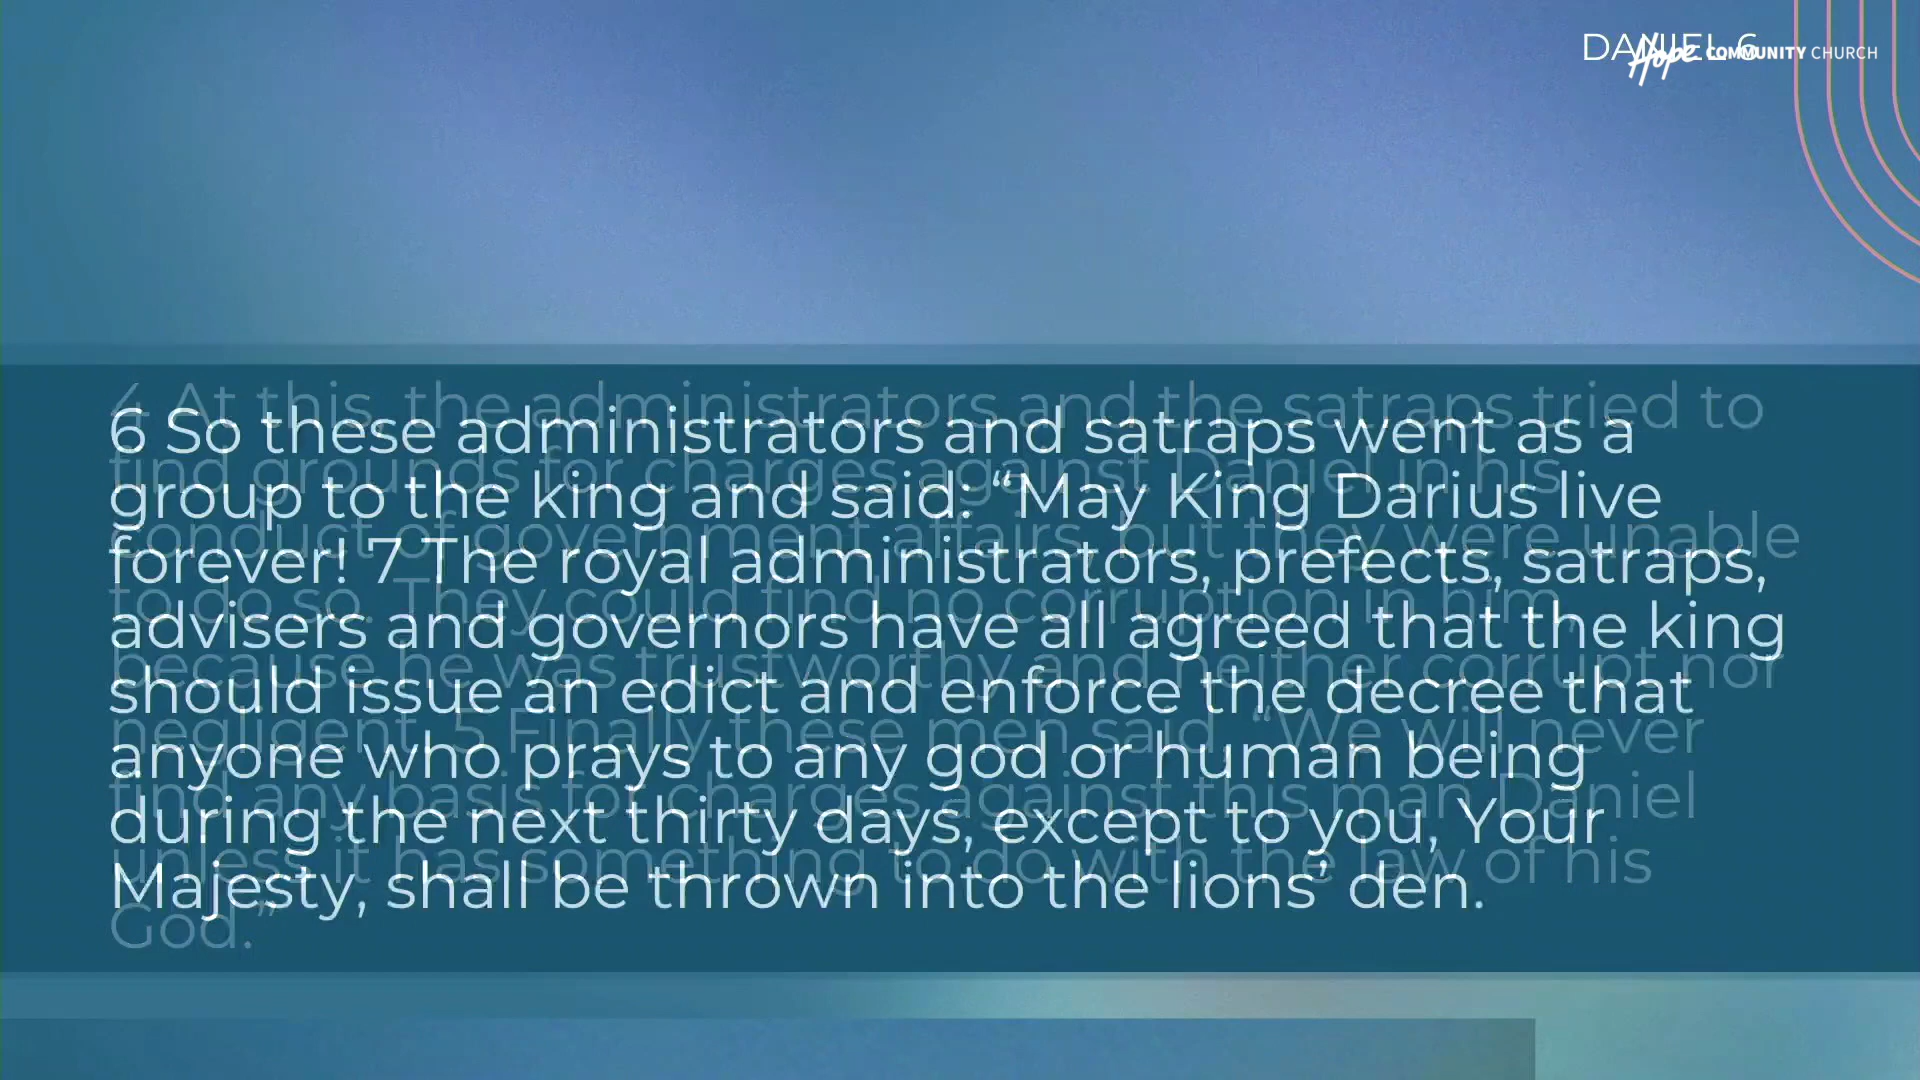 DANIEL 6
Hope COMMUNITY CHURCH
6 So these administrators and satraps went as a
group to the king and said: “May King Darius live
forever! 7 The royal administrators, prefects, satraps,
advisers and governors have all agreed that the king
should issue an edict and enforce the decree that
anyone who prays to any god or human being
during the next thirty days, except to you, Your
Majesty, shall be thrown into the lions’ den.
4 At this, the administrators and the satraps tried to
find grounds for charges against Daniel in his
conduct of government affairs, but they were unable
to do so. They could find no corruption in him,
because he was trustworthy and neither corrupt nor
negligent. 5 Finally these men said, “We will never
find any basis for charges against this man Daniel
unless it has something to do with the law of his
God.”